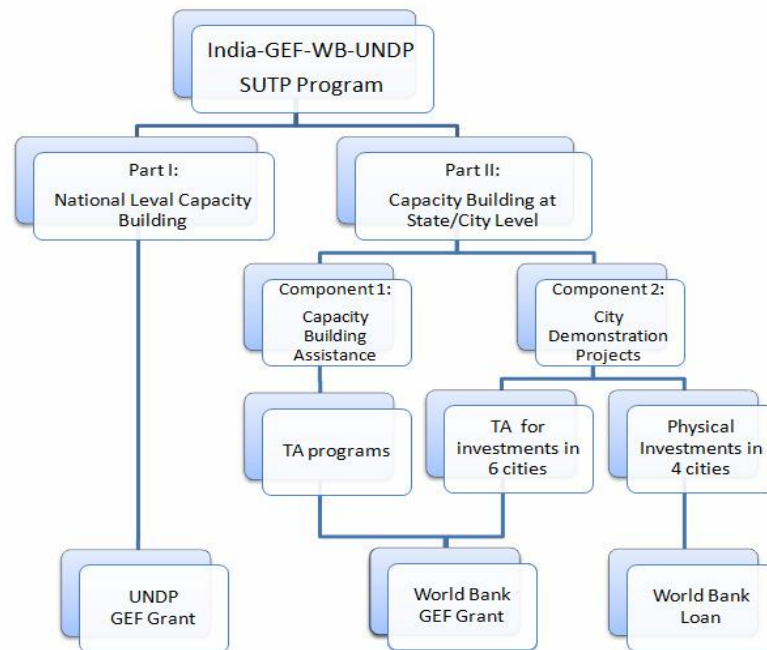 India-GEF-WB-UNDP
SUTP Program
Part I:
National Leval Capacity
Building
Part II:
Capacity Building at
State/City Level
Component 1:
Capacity
Building
Assistance
Component 2:
City
Demonstration
Projects
TA programs
TA for
investments in
6 cities
Physical
Investments in
4 cities
UNDP
GEF Grant
World Bank
GEF Grant
World Bank
Loan